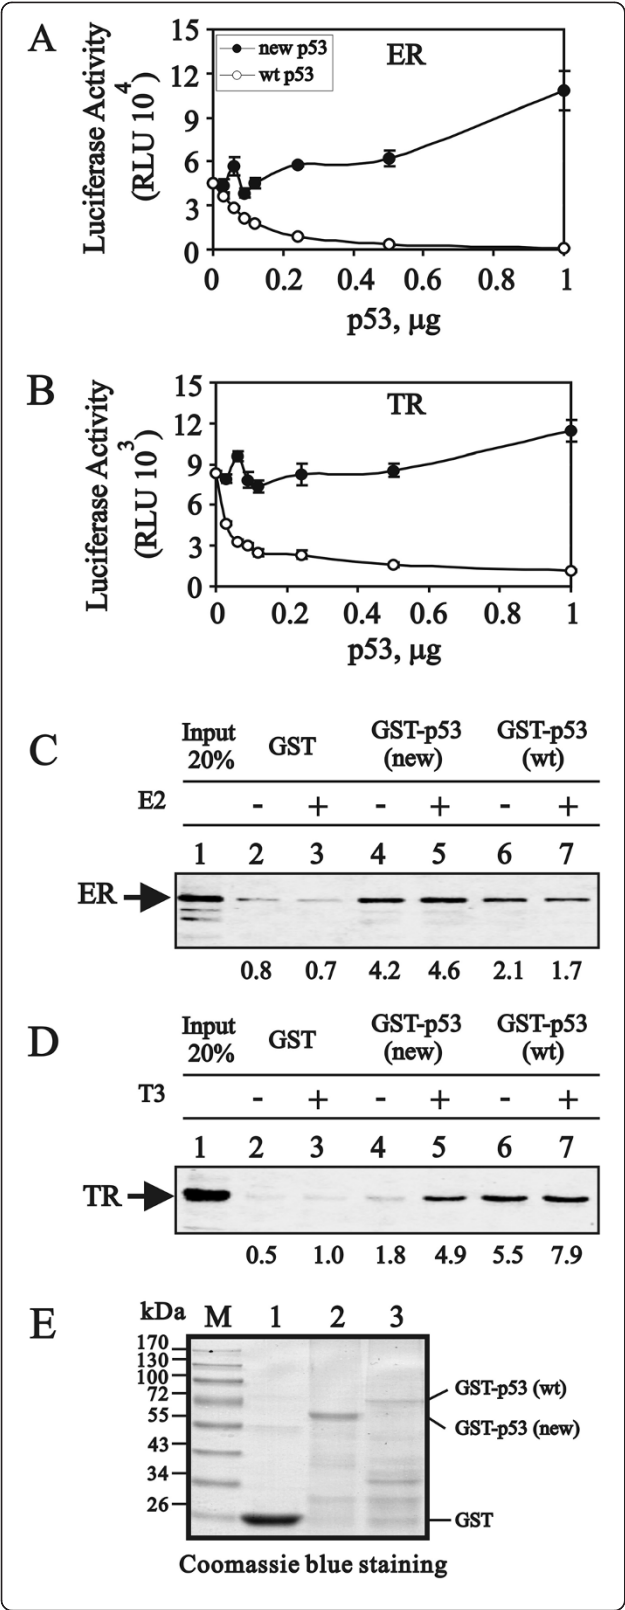 A
Luciferase Activity
(RLU 10^4)
15
12
9
6
3
0
new p53
wt p53
ER
0 0.2 0.4 0.6 0.8 1
p53, μg
B
Luciferase Activity
(RLU 10^3)
15
12
9
6
3
0
TR
0 0.2 0.4 0.6 0.8 1
p53, μg
C
Input 20%
GST
GST-p53 (new)
GST-p53 (wt)
E2 - + - + - +
1 2 3 4 5 6 7
ER
0.8 0.7 4.2 4.6 2.1 1.7
D
Input 20%
GST
GST-p53 (new)
GST-p53 (wt)
T3 - + - + - +
1 2 3 4 5 6 7
TR
0.5 1.0 1.8 4.9 5.5 7.9
E
kDa M 1 2 3
170
130
100
72
55
43
34
26
GST-p53 (wt)
GST-p53 (new)
GST
Coomassie blue staining